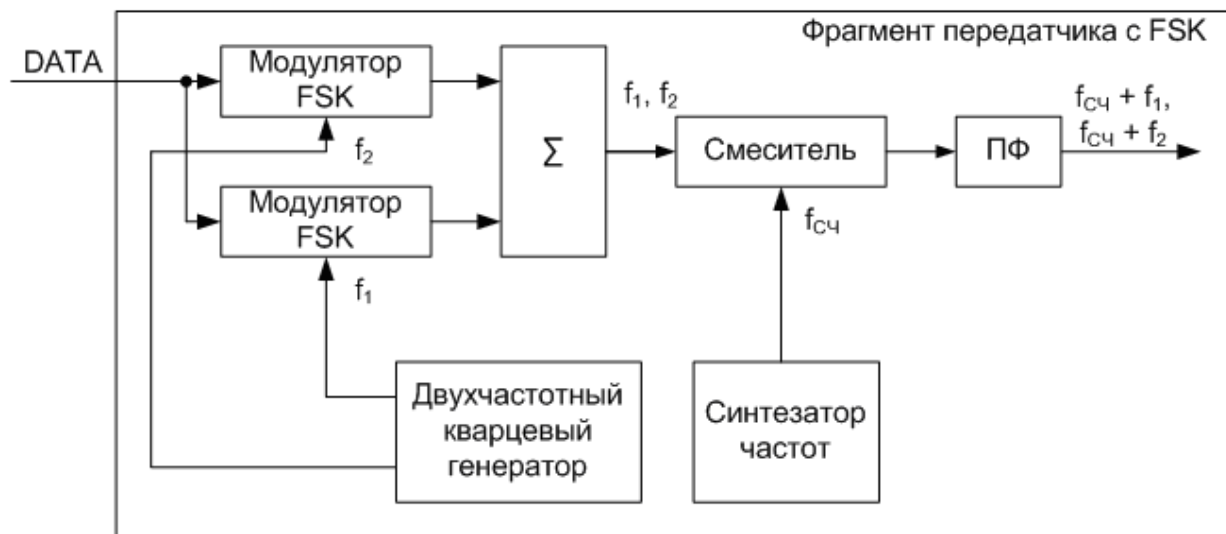 Фрагмент передатчика с FSK
DATA
Модулятор
FSK
f₂
Модулятор
FSK
f₁
Σ
f₁, f₂
Смеситель
ПФ
fСЧ + f₁,
fСЧ + f₂
fСЧ
Двухчастотный
кварцевый
генератор
Синтезатор
частот